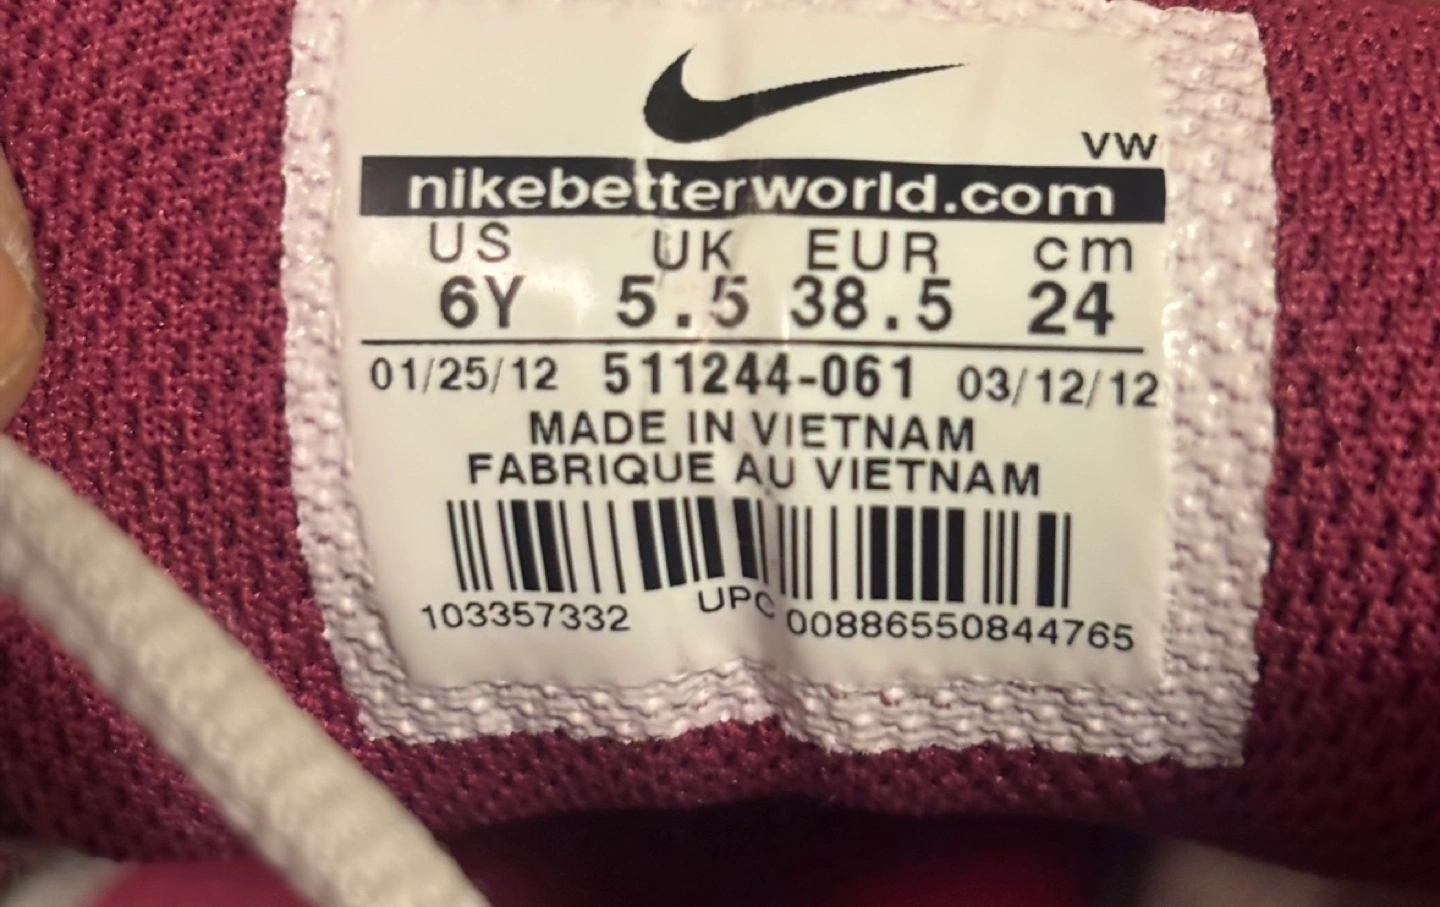 VW
nikebetterworld.com
US UK EUR cm
6Y 5.5 38.5 24
01/25/12 511244-061 03/12/12
MADE IN VIETNAM
FABRIQUE AU VIETNAM
103357332 UPC 00886550844765